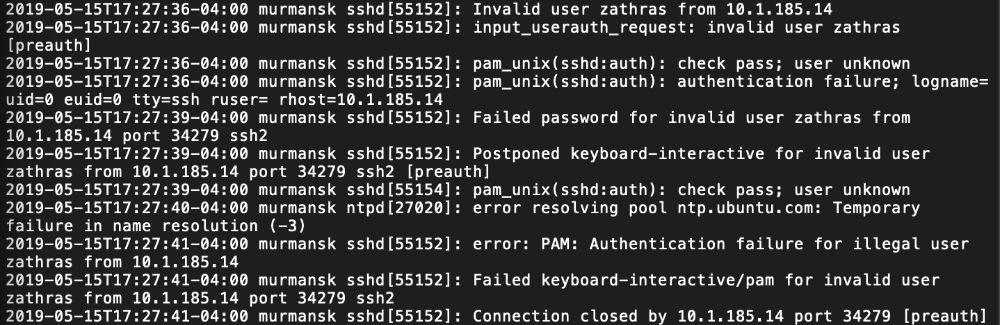 2019-05-15T17:27:36-04:00 murmansk sshd[55152]: Invalid user zathras from 10.1.185.14
2019-05-15T17:27:36-04:00 murmansk sshd[55152]: input_userauth_request: invalid user zathras
[preauth]
2019-05-15T17:27:36-04:00 murmansk sshd[55152]: pam_unix(sshd:auth): check pass; user unknown
2019-05-15T17:27:36-04:00 murmansk sshd[55152]: pam_unix(sshd:auth): authentication failure; logname=
uid=0 euid=0 tty=ssh ruser= rhost=10.1.185.14
2019-05-15T17:27:39-04:00 murmansk sshd[55152]: Failed password for invalid user zathras from
10.1.185.14 port 34279 ssh2
2019-05-15T17:27:39-04:00 murmansk sshd[55152]: Postponed keyboard-interactive for invalid user
zathras from 10.1.185.14 port 34279 ssh2 [preauth]
2019-05-15T17:27:39-04:00 murmansk sshd[55154]: pam_unix(sshd:auth): check pass; user unknown
2019-05-15T17:27:40-04:00 murmansk ntpd[27020]: error resolving pool ntp.ubuntu.com: Temporary
failure in name resolution (-3)
2019-05-15T17:27:41-04:00 murmansk sshd[55152]: error: PAM: Authentication failure for illegal user
zathras from 10.1.185.14
2019-05-15T17:27:41-04:00 murmansk sshd[55152]: Failed keyboard-interactive/pam for invalid user
zathras from 10.1.185.14 port 34279 ssh2
2019-05-15T17:27:41-04:00 murmansk sshd[55152]: Connection closed by 10.1.185.14 port 34279 [preauth]